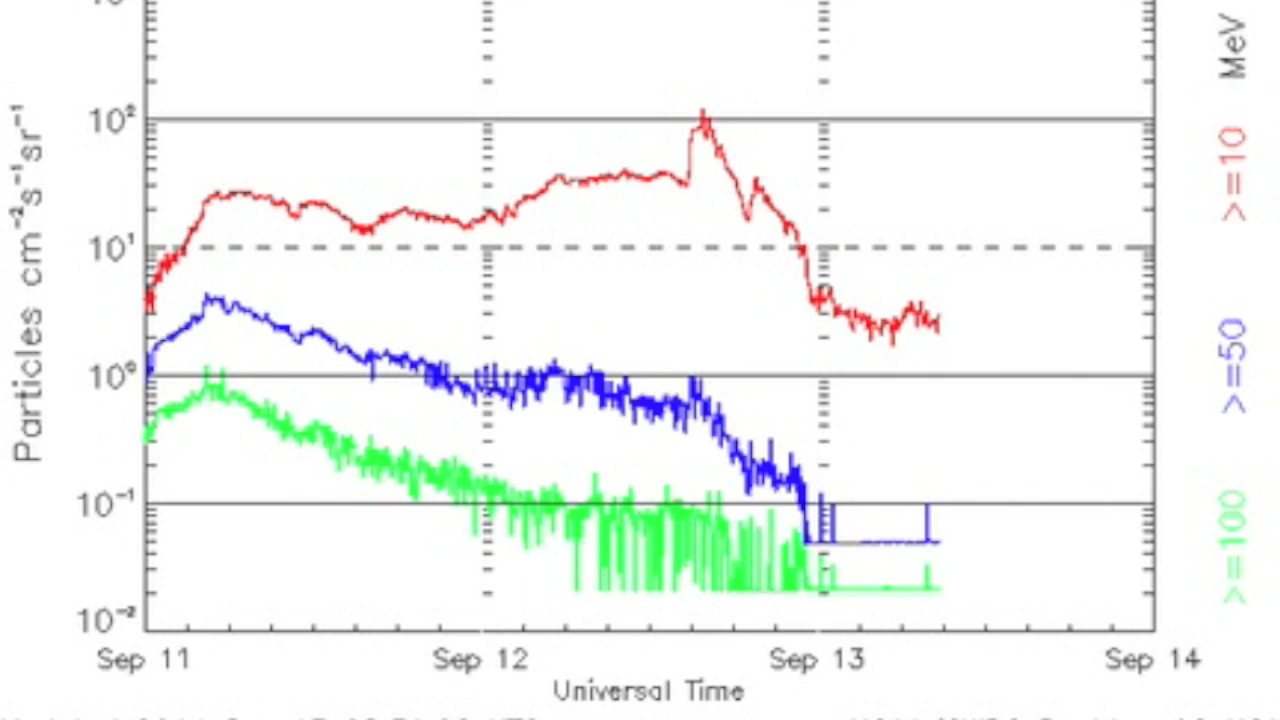 Particles cm⁻²s⁻¹sr⁻¹
10²
10¹
10⁰
10⁻¹
10⁻²
Sep 11
Sep 12
Sep 13
Sep 14
Universal Time
MeV
>=10
>=50
>=100